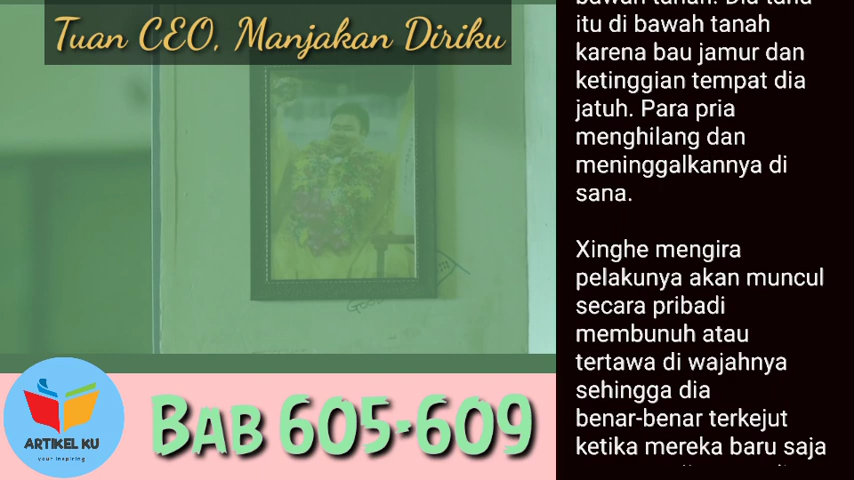 Tuan CEO, Manjakan Diriku
itu di bawah tanah
karena bau jamur dan
ketinggian tempat dia
jatuh. Para pria
menghilang dan
meninggalkannya di
sana.
Xinghe mengira
pelakunya akan muncul
secara pribadi
membunuh atau
tertawa di wajahnya
sehingga dia
benar-benar terkejut
ketika mereka baru saja
ARTIKEL KU
your inspiring
BAB 605-609